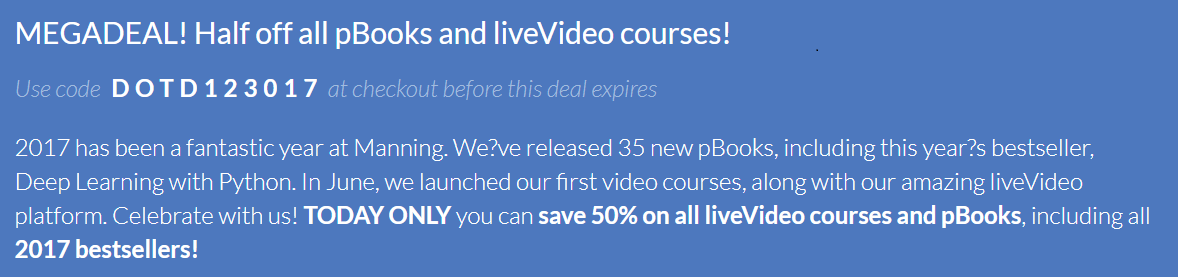 MEGADEAL! Half off all pBooks and liveVideo courses!
Use code DOTD123017 at checkout before this deal expires
2017 has been a fantastic year at Manning. We?ve released 35 new pBooks, including this year?s bestseller,
Deep Learning with Python. In June, we launched our first video courses, along with our amazing liveVideo
platform. Celebrate with us! TODAY ONLY you can save 50% on all liveVideo courses and pBooks, including all
2017 bestsellers!